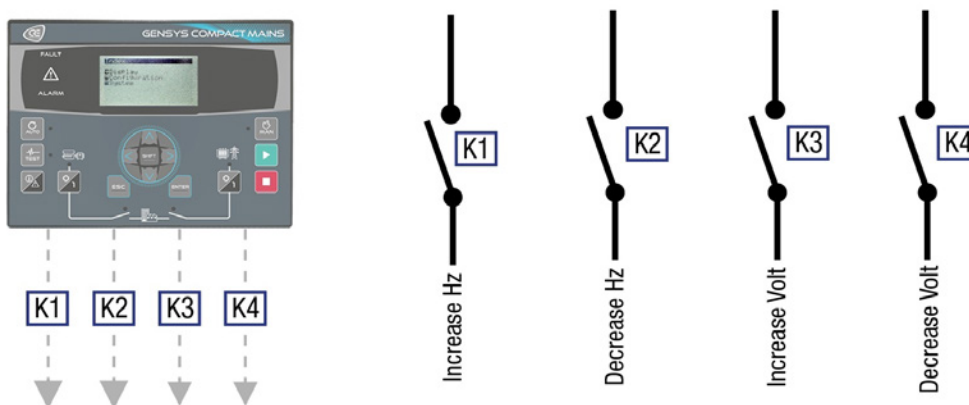 GENSYS COMPACT MAINS
FAULT
ALARM
Display
Configuration
System
AUTO
MAN
TEST
SHIFT
ESC
ENTER
K1
K2
K3
K4
K1
K2
K3
K4
Increase Hz
Decrease Hz
Increase Volt
Decrease Volt